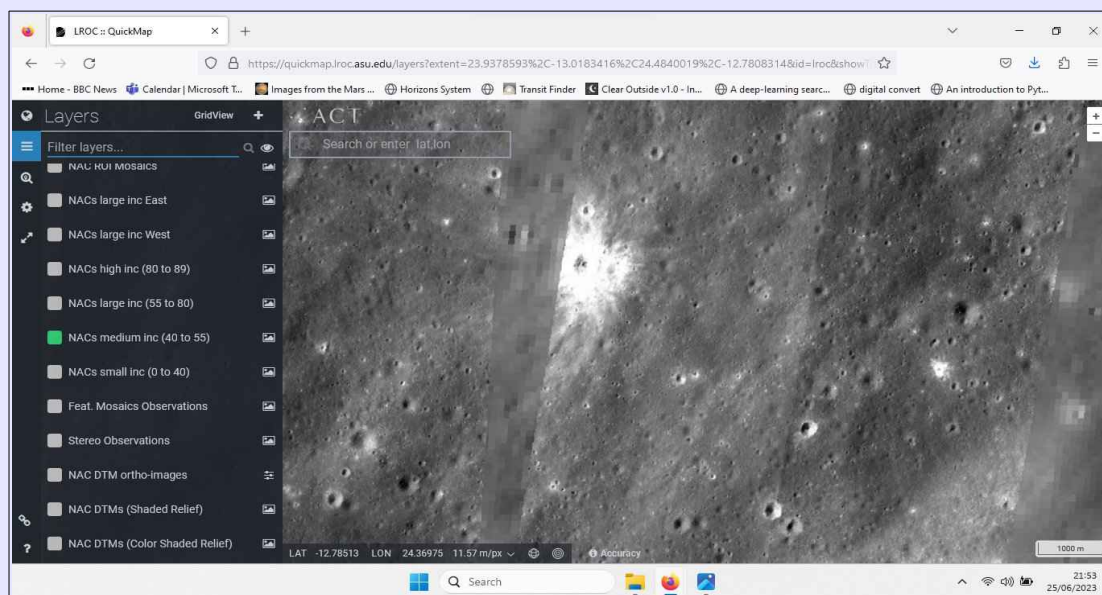 LROC :: QuickMap
https://quickmap.lroc.asu.edu/layers?extent=23.9378593%2C-13.0183416%2C24.4840019%2C-12.7808314&id=lroc&show
Home - BBC News Calendar | Microsoft T... Images from the Mars ... Horizons System Transit Finder Clear Outside v1.0 - In... A deep-learning searc... digital convert An introduction to Pyt...
Layers GridView +
ACT
Filter layers...
Search or enter lat,lon
NAC ROI Mosaics
NACs large inc East
NACs large inc West
NACs high inc (80 to 89)
NACs large inc (55 to 80)
NACs medium inc (40 to 55)
NACs small inc (0 to 40)
Feat. Mosaics Observations
Stereo Observations
NAC DTM ortho-images
NAC DTMs (Shaded Relief)
NAC DTMs (Color Shaded Relief)
LAT -12.78513 LON 24.36975 11.57 m/px Accuracy
1000 m
Search
21:53
25/06/2023